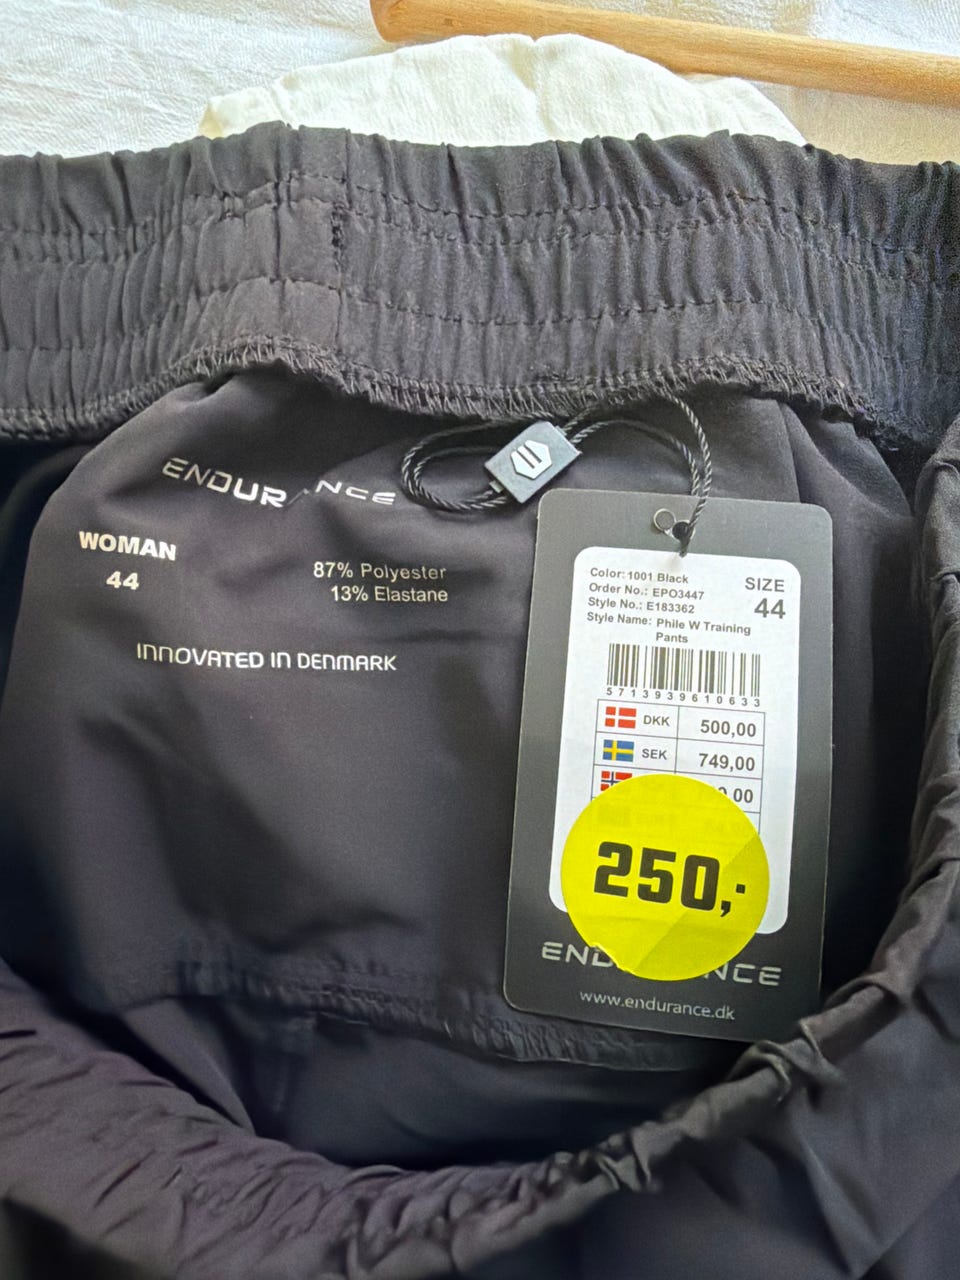 ENDURANCE
WOMAN
44
87% Polyester
13% Elastane
INNOVATED IN DENMARK
Color: 1001 Black
Order No.: EPO3447
Style No.: E183362
Style Name: Phile W Training
Pants
SIZE
44
5713939610633
DKK 500,00
SEK 749,00
0.00
250,-
ENDURANCE
www.endurance.dk